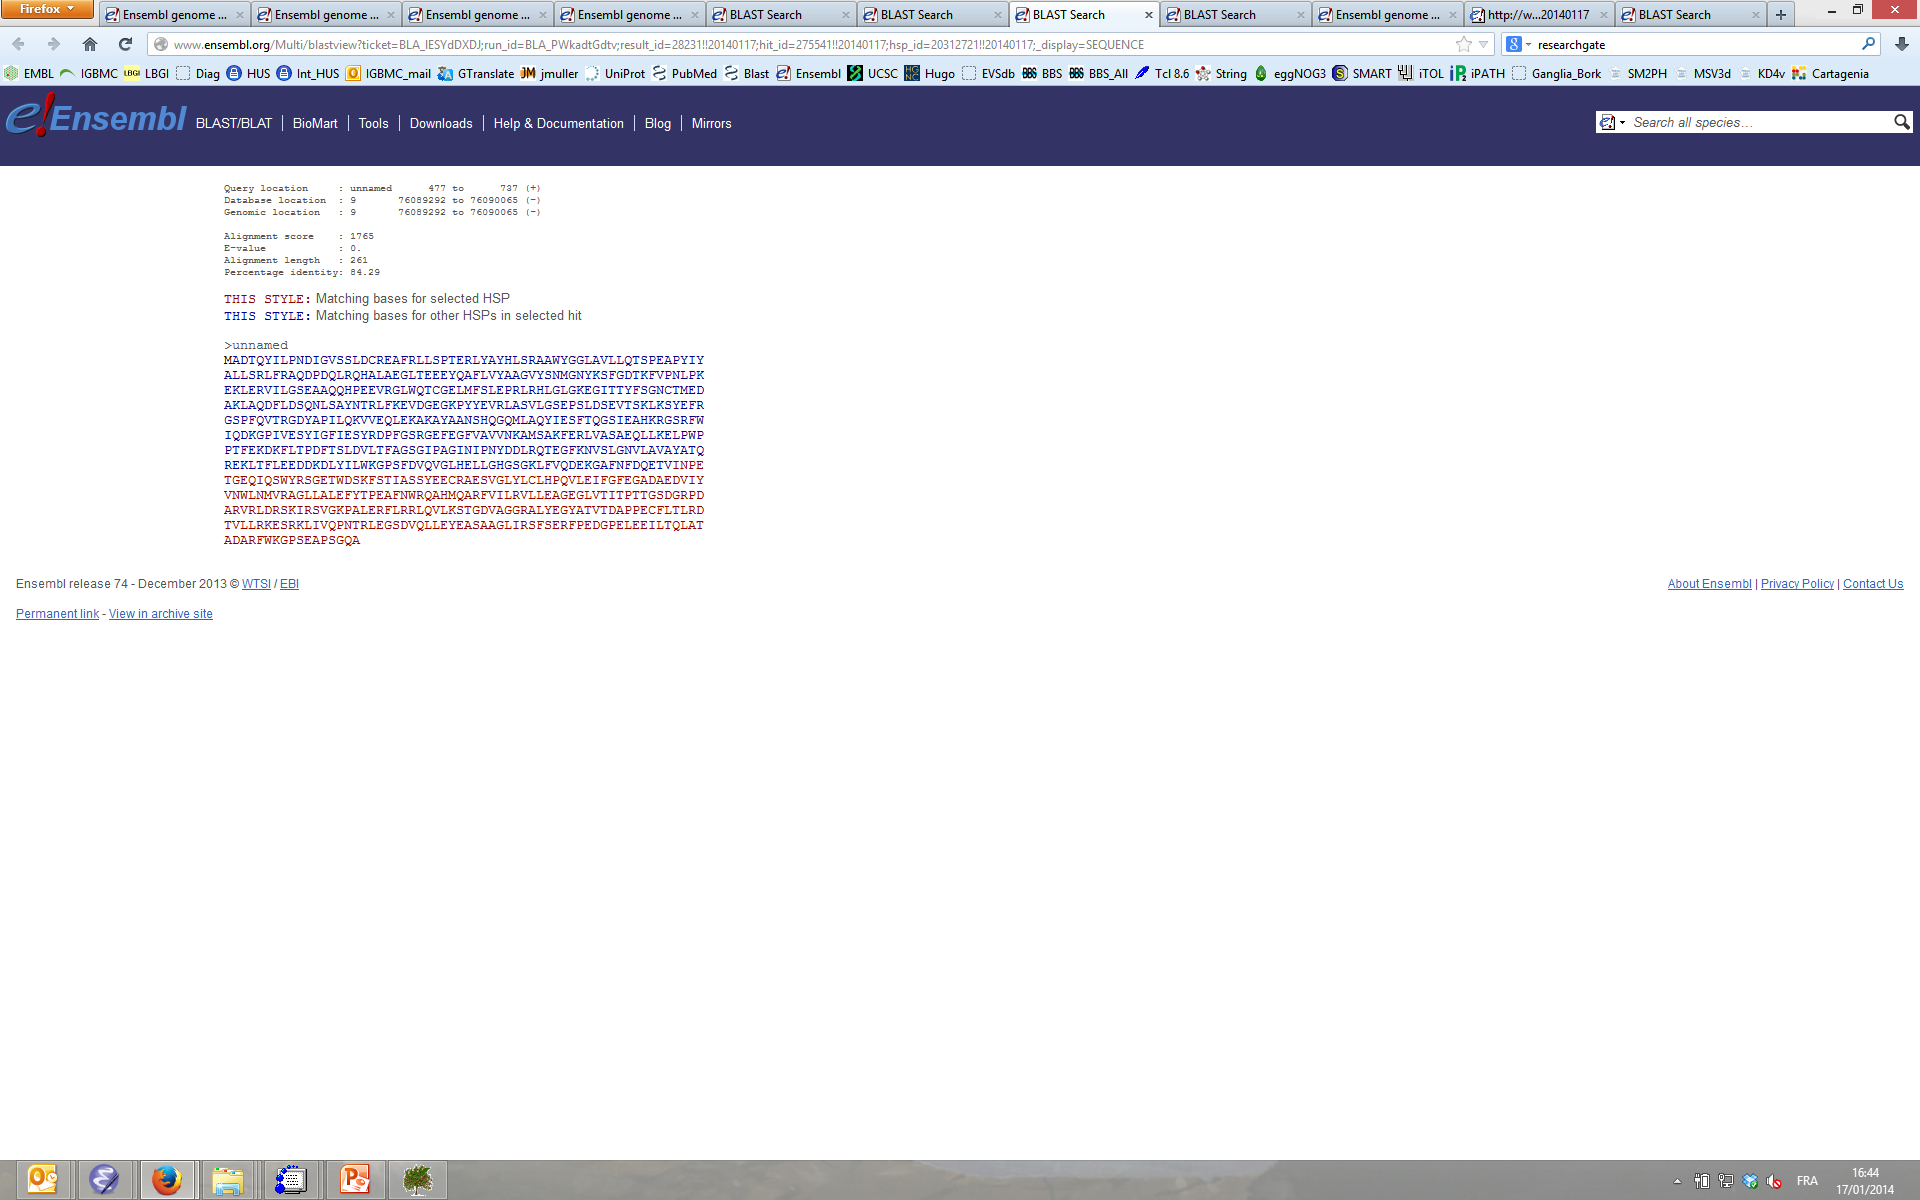 Firefox
Ensembl genome ...
Ensembl genome ...
Ensembl genome ...
Ensembl genome ...
BLAST Search
BLAST Search
BLAST Search
BLAST Search
Ensembl genome ...
http://w...20140117
BLAST Search
www.ensembl.org/Multi/blastview?ticket=BLA_IESYdDXDJ;run_id=BLA_PWkadtGdtv;result_id=28231!!20140117;hit_id=275541!!20140117;hsp_id=20312721!!20140117;_display=SEQUENCE
researchgate
EMBL IGBMC LBGI LBGI Diag HUS Int_HUS IGBMC_mail GTranslate JM jmuller UniProt PubMed Blast Ensembl UCSC Hugo EVSdb BBS BBS_All Tcl 8.6 String eggNOG3 SMART iTOL iPATH Ganglia_Bork SM2PH MSV3d KD4v Cartagenia
e!Ensembl BLAST/BLAT | BioMart | Tools | Downloads | Help & Documentation | Blog | Mirrors
Search all species...
Query location : unnamed 477 to 737 (+)
Database location : 9 76089292 to 76090065 (-)
Genomic location : 9 76089292 to 76090065 (-)
Alignment score : 1765
E-value : 0.
Alignment length : 261
Percentage identity: 84.29
THIS STYLE: Matching bases for selected HSP
THIS STYLE: Matching bases for other HSPs in selected hit
>unnamed
MADTQYILPNDIGVSSLDCREAFRLLSPTERLYAYHLSRAAWYGGLAVLLQTSPEAPYIY
ALLSRLFRAQDPDQLRQHALAEGLTEEEYQAFLVYAAGVYSNMGNYKSFGDTKFVPNLPK
EKLERVILGSEAAQQHPEEVRGLWQTCGELMFSLEPRLRHLGLGKEGITTYFSGNCTMED
AKLAQDFLDSQNLSAYNTRLFKEVDGEGKPYYEVRLASVLGSEPSLDSEVTSKLKSYEFR
GSPFQVTRGDYAPILQKVVEQLEKAKAYAANSHQGQMLAQYIESFTQGSIEAHKRGSRFW
IQDKGPIVESYIGFIESYRDPFGSRGEFEGFVAVVNKAMSAKFERLVASAEQLLKELPWP
PTFEKDKFLTPDFTSLDVLTFAGSGIPAGINIPNYDDLRQTEGFKNVSLGNVLAVAYATQ
REKLTFLEEDDKDLYILWKGPSFDVQVGLHELLGHGSGKLFVQDEKGAFNFDQETVINPE
TGEQIQSWYRSGETWDSKFSTIASSYEECRAESVGLYLCLHPQVLEIFGFEGADAEDVIY
VNWLNMVRAGLLALEFYTPEAFNWRQAHMQARFVILRVLLEAGEGLVTITPTTGSDGRPD
ARVRLDRSKIRSVGKPALERFLRRLQVLKSTGDVAGGRALYEGYATVTDAPPECFLTLRD
TVLLRKESRKLIVQPNTRLEGSDVQLLEYEASAAGLIRSFSERFPEDGPELEEILTQLAT
ADARFWKGPSEAPSGQA
Ensembl release 74 - December 2013 © WTSI / EBI
About Ensembl | Privacy Policy | Contact Us
Permanent link - View in archive site
FRA
16:44
17/01/2014